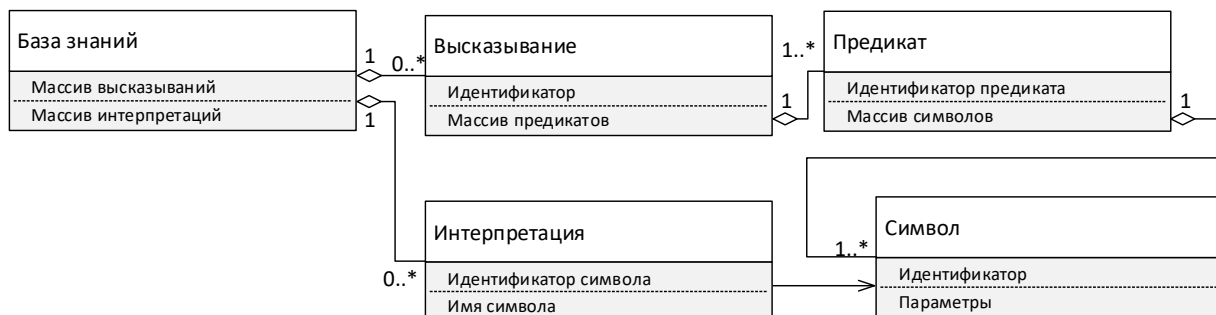 База знаний
Массив высказываний
Массив интерпретаций
1
1
0..*
Высказывание
Идентификатор
Массив предикатов
1
1..*
Предикат
Идентификатор предиката
Массив символов
1
0..*
Интерпретация
Идентификатор символа
Имя символа
1..*
Символ
Идентификатор
Параметры